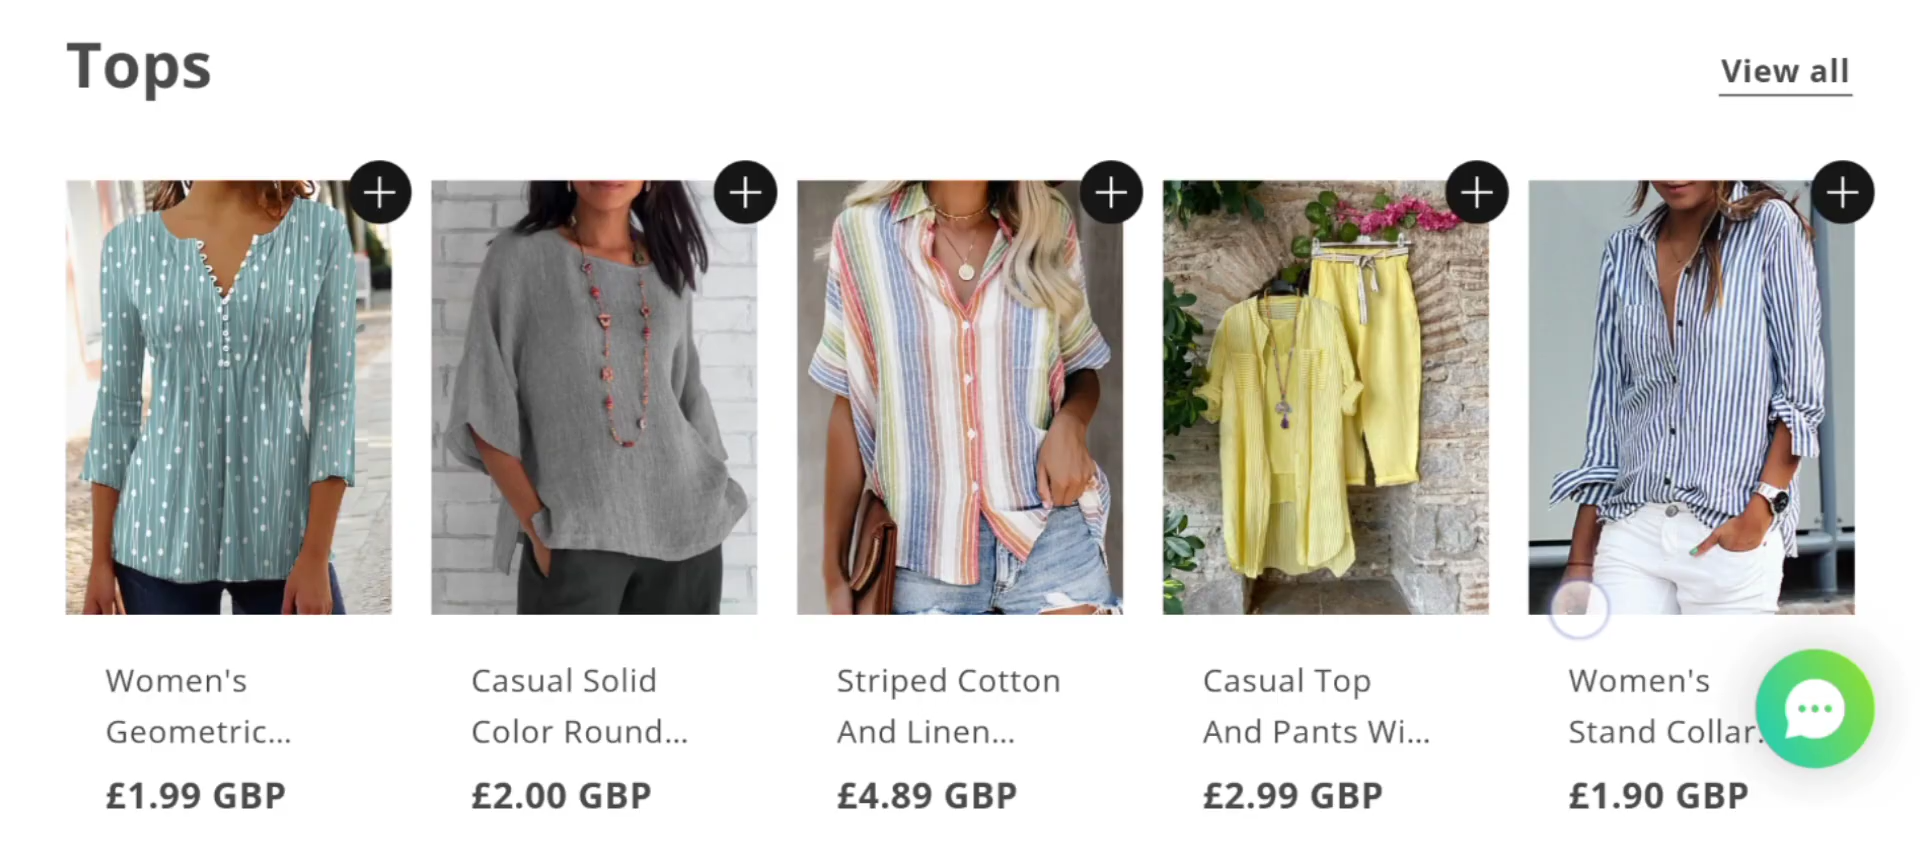 Tops
View all
Women's
Geometric...
£1.99 GBP
Casual Solid
Color Round...
£2.00 GBP
Striped Cotton
And Linen...
£4.89 GBP
Casual Top
And Pants Wi...
£2.99 GBP
Women's
Stand Collar.
£1.90 GBP